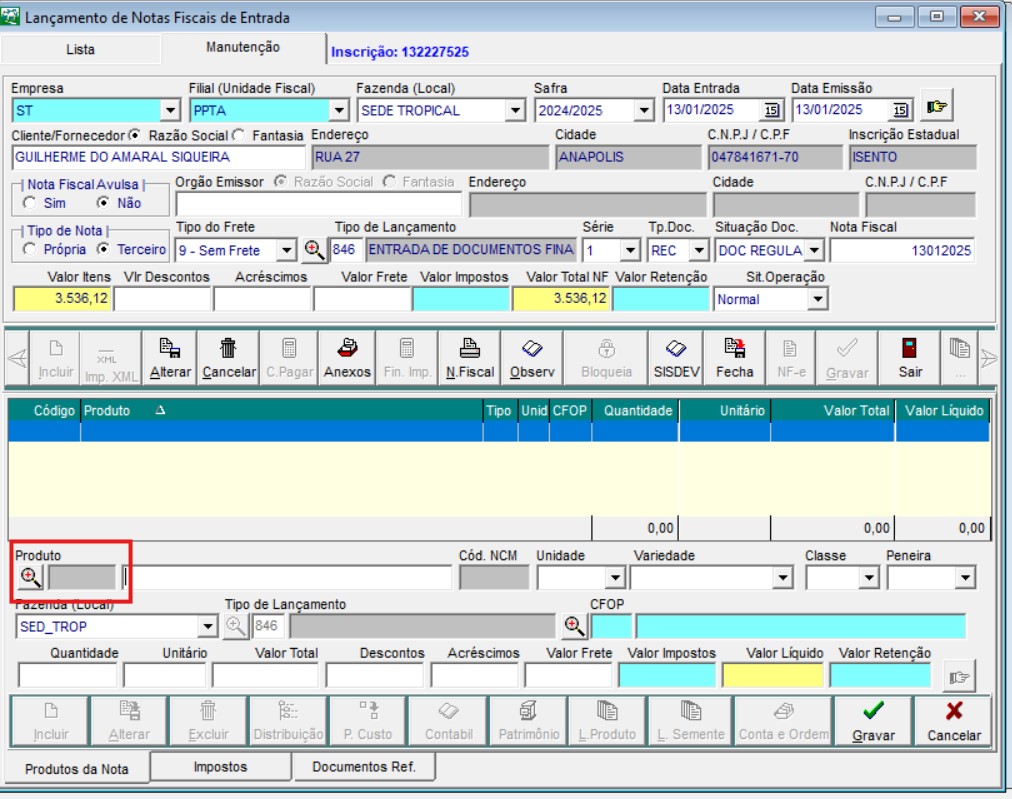 Lançamento de Notas Fiscais de Entrada
Lista Manutenção Inscrição: 132227525
Empresa Filial (Unidade Fiscal) Fazenda (Local) Safra Data Entrada Data Emissão
ST PPTA SEDE TROPICAL 2024/2025 13/01/2025 15 13/01/2025 15
Cliente/Fornecedor Razão Social Fantasia Endereço Cidade C.N.P.J / C.P.F Inscrição Estadual
GUILHERME DO AMARAL SIQUEIRA RUA 27 ANAPOLIS 047841671-70 ISENTO
| Nota Fiscal Avulsa | Orgão Emissor Razão Social Fantasia Endereço Cidade C.N.P.J / C.P.F
Sim Não
| Tipo de Nota | Tipo do Frete Tipo de Lançamento Série Tp.Doc. Situação Doc. Nota Fiscal
Própria Terceiro 9 - Sem Frete 846 ENTRADA DE DOCUMENTOS FINA 1 REC DOC REGULA 13012025
Valor Itens Vlr Descontos Acréscimos Valor Frete Valor Impostos Valor Total NF Valor Retenção Sit.Operação
3.536,12 3.536,12 Normal
XML
Incluir Imp. XML Alterar Cancelar C.Pagar Anexos Fin. Imp. N.Fiscal Observ Bloqueia SISDEV Fecha NF-e Gravar Sair ...
Código Produto Tipo Unid CFOP Quantidade Unitário Valor Total Valor Líquido
0,00 0,00 0,00
Produto Cód. NCM Unidade Variedade Classe Peneira
Fazenda (Local) Tipo de Lançamento CFOP
SED_TROP 846
Quantidade Unitário Valor Total Descontos Acréscimos Valor Frete Valor Impostos Valor Líquido Valor Retenção
Incluir Alterar Excluir Distribuição P. Custo Contabil Patrimônio L.Produto L. Semente Conta e Ordem Gravar Cancelar
Produtos da Nota Impostos Documentos Ref.